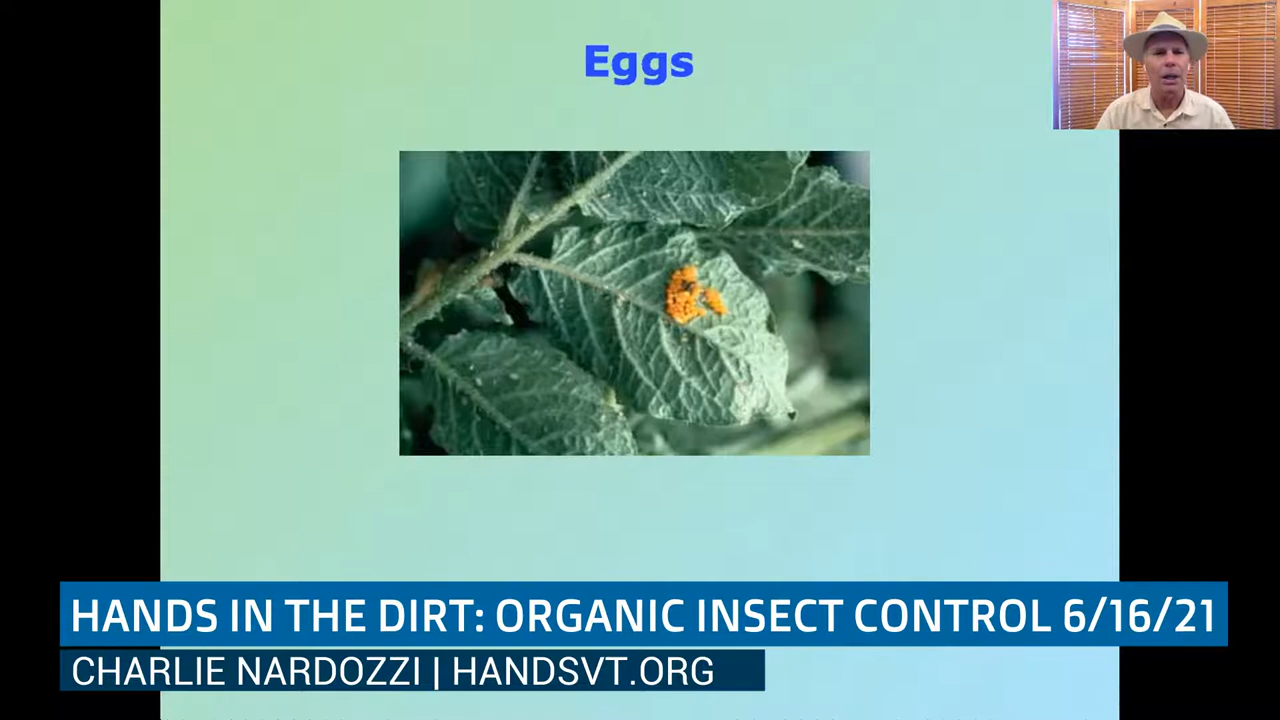 Eggs
HANDS IN THE DIRT: ORGANIC INSECT CONTROL 6/16/21
CHARLIE NARDOZZI | HANDSVT.ORG